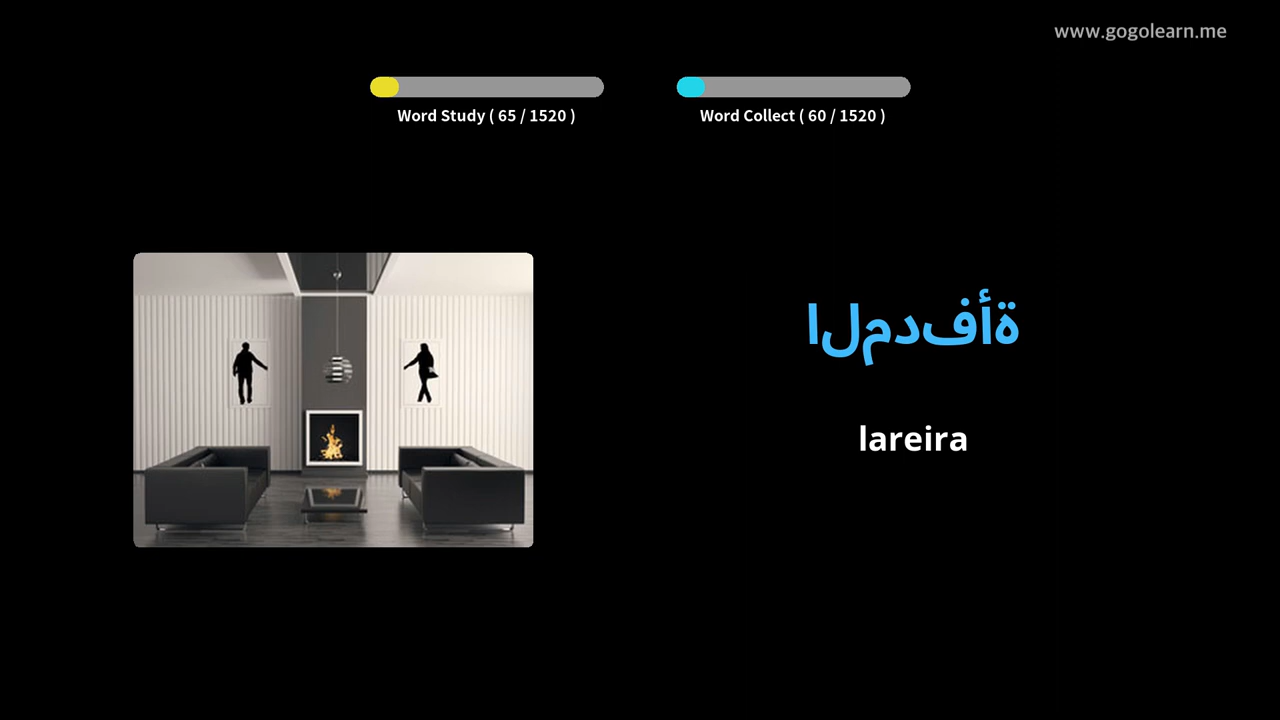 www.gogolearn.me
Word Study ( 65 / 1520 )
Word Collect ( 60 / 1520 )
المدفأة
lareira